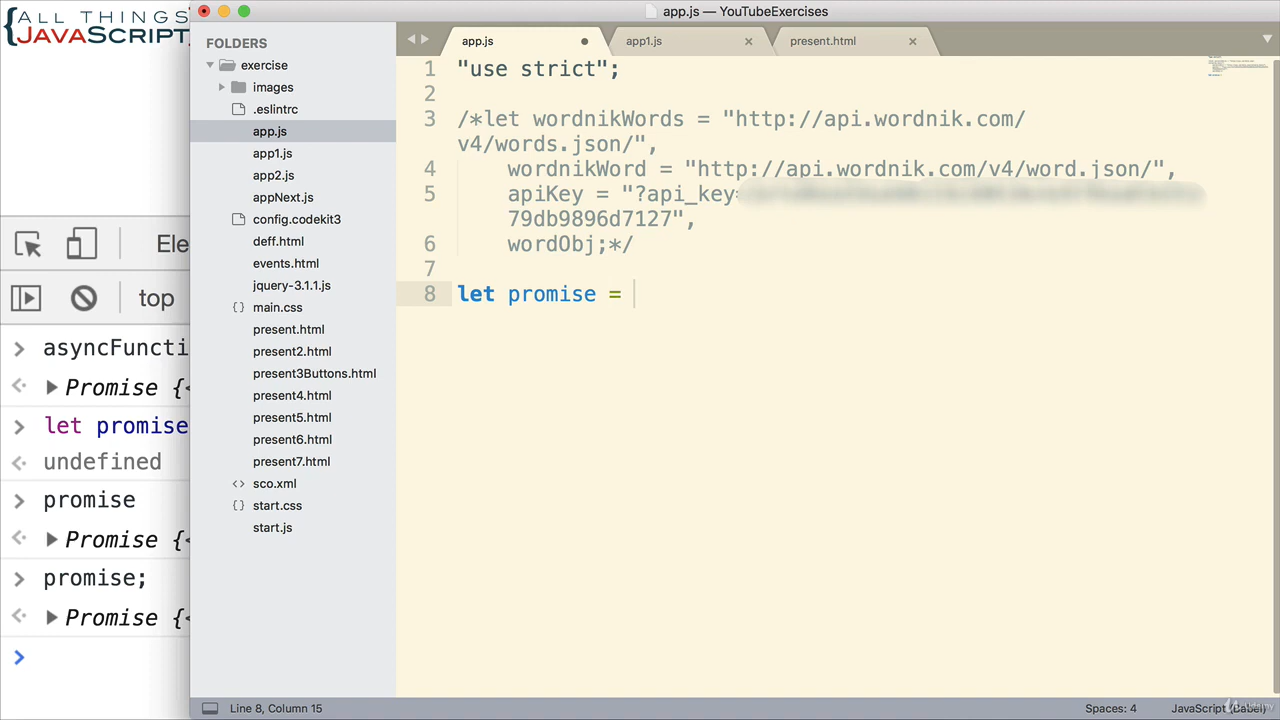 ALL THINGS
JAVASCRIPT
app.js — YouTubeExercises
FOLDERS
exercise
images
.eslintrc
app.js
app1.js
app2.js
appNext.js
config.codekit3
deff.html
events.html
jquery-3.1.1.js
main.css
present.html
present2.html
present3Buttons.html
present4.html
present5.html
present6.html
present7.html
sco.xml
start.css
start.js
app.js
app1.js
present.html
1 "use strict";
2
3 /*let wordnikWords = "http://api.wordnik.com/
v4/words.json/",
4 wordnikWord = "http://api.wordnik.com/v4/word.json/",
5 apiKey = "?api_key=
79db9896d7127",
6 wordObj;*/
7
8 let promise =
Ele
top
> asyncFuncti
Promise {<
> let promise
undefined
> promise
Promise {<
> promise;
Promise {<
>
Line 8, Column 15
Spaces: 4
JavaScript (Babel)